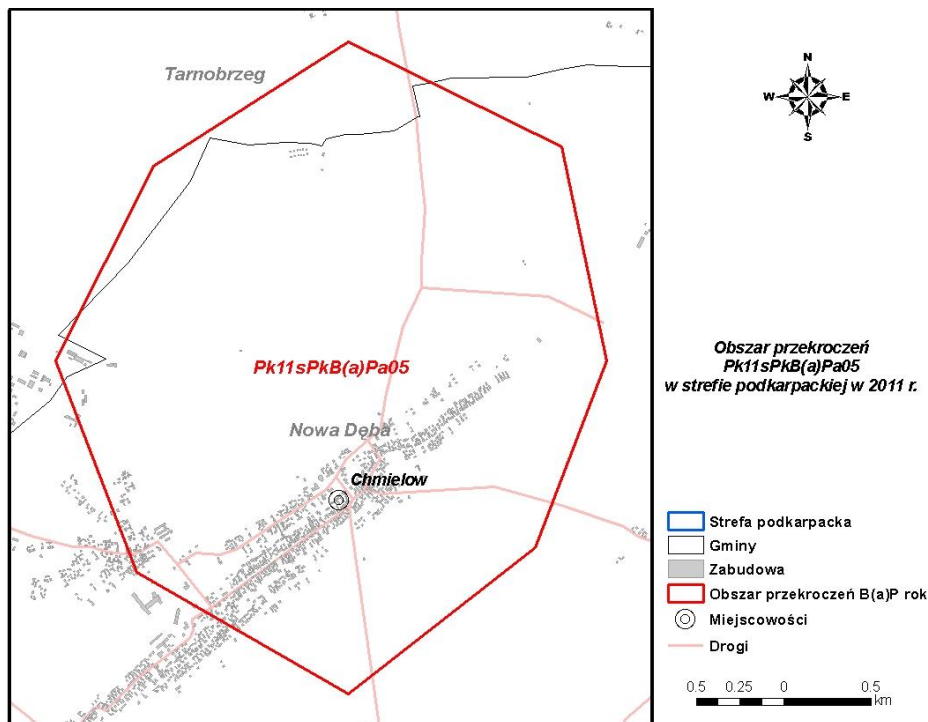 Tarnobrzeg
Pk11sPkB(a)Pa05
Nowa Dęba
Chmielow
N
W
E
S
Obszar przekroczeń
Pk11sPkB(a)Pa05
w strefie podkarpackiej w 2011 r.
Strefa podkarpacka
Gminy
Zabudowa
Obszar przekroczeń B(a)P rok
Miejscowości
Drogi
0.5 0.25 0 0.5
km